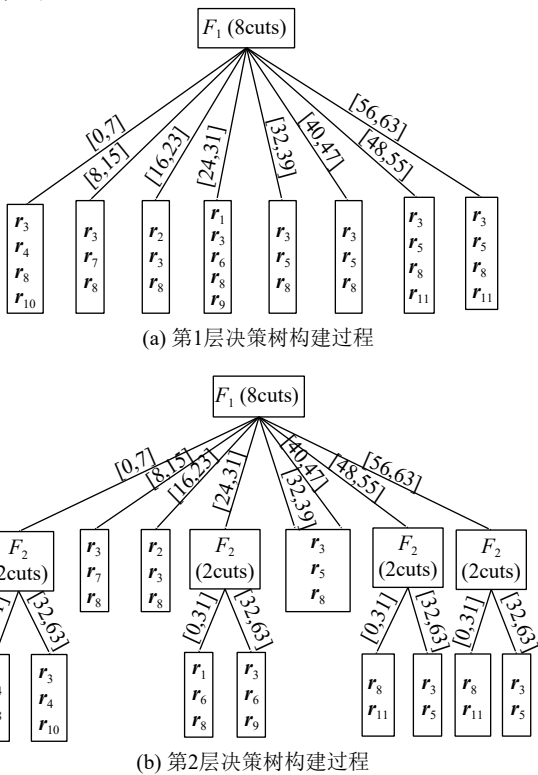 F₁ (8cuts)
[0,7]
[8,15]
[16,23]
[24,31]
[32,39]
[40,47]
[48,55]
[56,63]
r₃
r₄
r₈
r₁₀
r₃
r₇
r₈
r₂
r₃
r₈
r₁
r₃
r₆
r₈
r₉
r₃
r₅
r₈
r₃
r₅
r₈
r₃
r₅
r₈
r₁₁
r₃
r₅
r₈
r₁₁
(a) 第1层决策树构建过程
F₁ (8cuts)
[0,7]
[8,15]
[16,23]
[24,31]
[32,39]
[40,47]
[48,55]
[56,63]
F₂
2cuts)
r₃
r₇
r₈
r₂
r₃
r₈
F₂
(2cuts)
r₃
r₅
r₈
F₂
(2cuts)
F₂
(2cuts)
[32,63]
[0,31]
[32,63]
[0,31]
[32,63]
[0,31]
[32,63]
r₃
r₄
r₁₀
r₁
r₆
r₈
r₃
r₆
r₉
r₈
r₁₁
r₃
r₅
r₈
r₁₁
r₃
r₅
(b) 第2层决策树构建过程